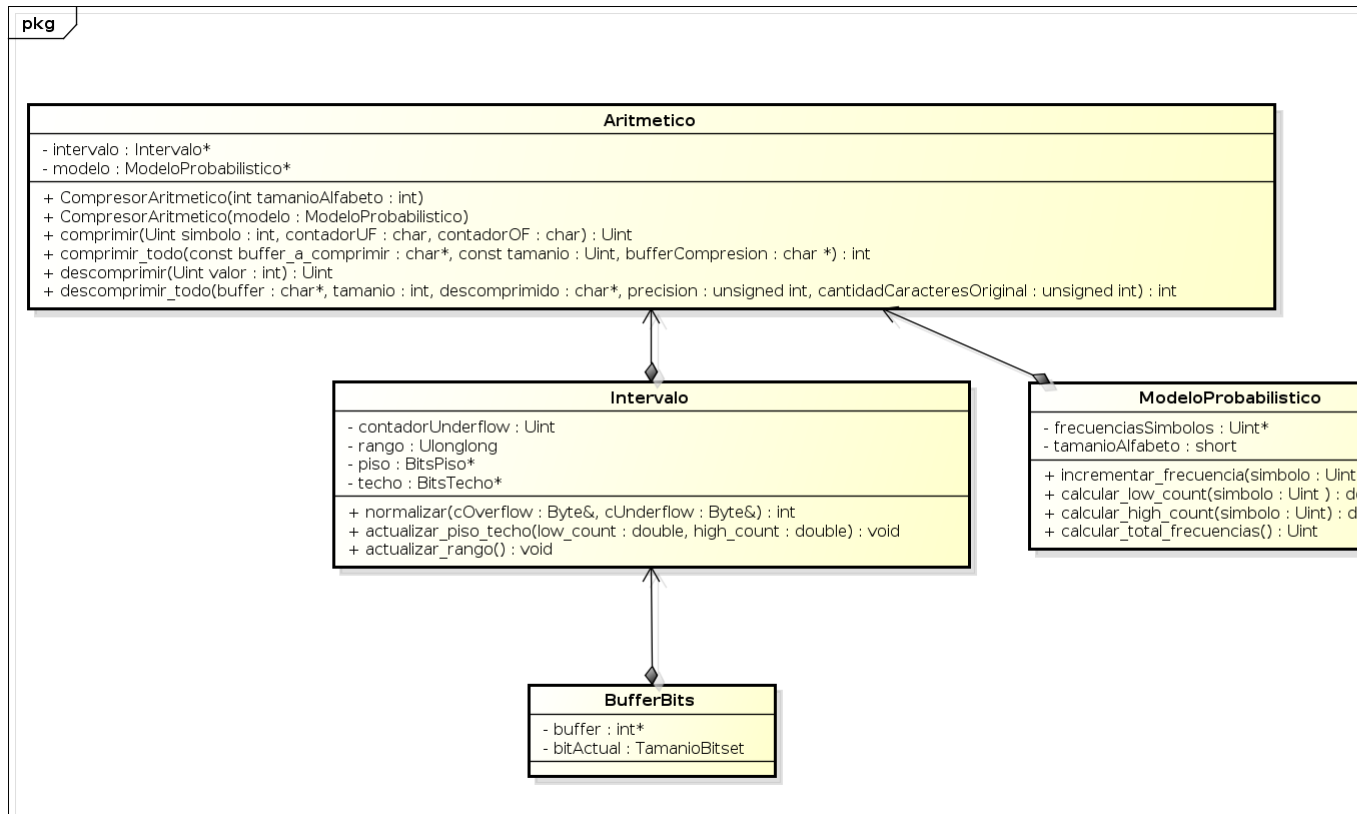 pkg
Aritmetico
- intervalo : Intervalo*
- modelo : ModeloProbabilistico*
+ CompresorAritmetico(int tamanioAlfabeto : int)
+ CompresorAritmetico(modelo : ModeloProbabilistico)
+ comprimir(Uint simbolo : int, contadorUF : char, contadorOF : char) : Uint
+ comprimir_todo(const buffer_a_comprimir : char*, const tamanio : Uint, bufferCompresion : char *) : int
+ descomprimir(Uint valor : int) : Uint
+ descomprimir_todo(buffer : char*, tamanio : int, descomprimido : char*, precision : unsigned int, cantidadCaracteresOriginal : unsigned int) : int
Intervalo
- contadorUnderflow : Uint
- rango : Ulonglong
- piso : BitsPiso*
- techo : BitsTecho*
+ normalizar(cOverflow : Byte&, cUnderflow : Byte&) : int
+ actualizar_piso_techo(low_count : double, high_count : double) : void
+ actualizar_rango() : void
ModeloProbabilistico
- frecuenciasSimbolos : Uint*
- tamanioAlfabeto : short
+ incrementar_frecuencia(simbolo : Uint
+ calcular_low_count(simbolo : Uint ) :
+ calcular_high_count(simbolo : Uint) :
+ calcular_total_frecuencias() : Uint
BufferBits
- buffer : int*
- bitActual : TamanioBitset